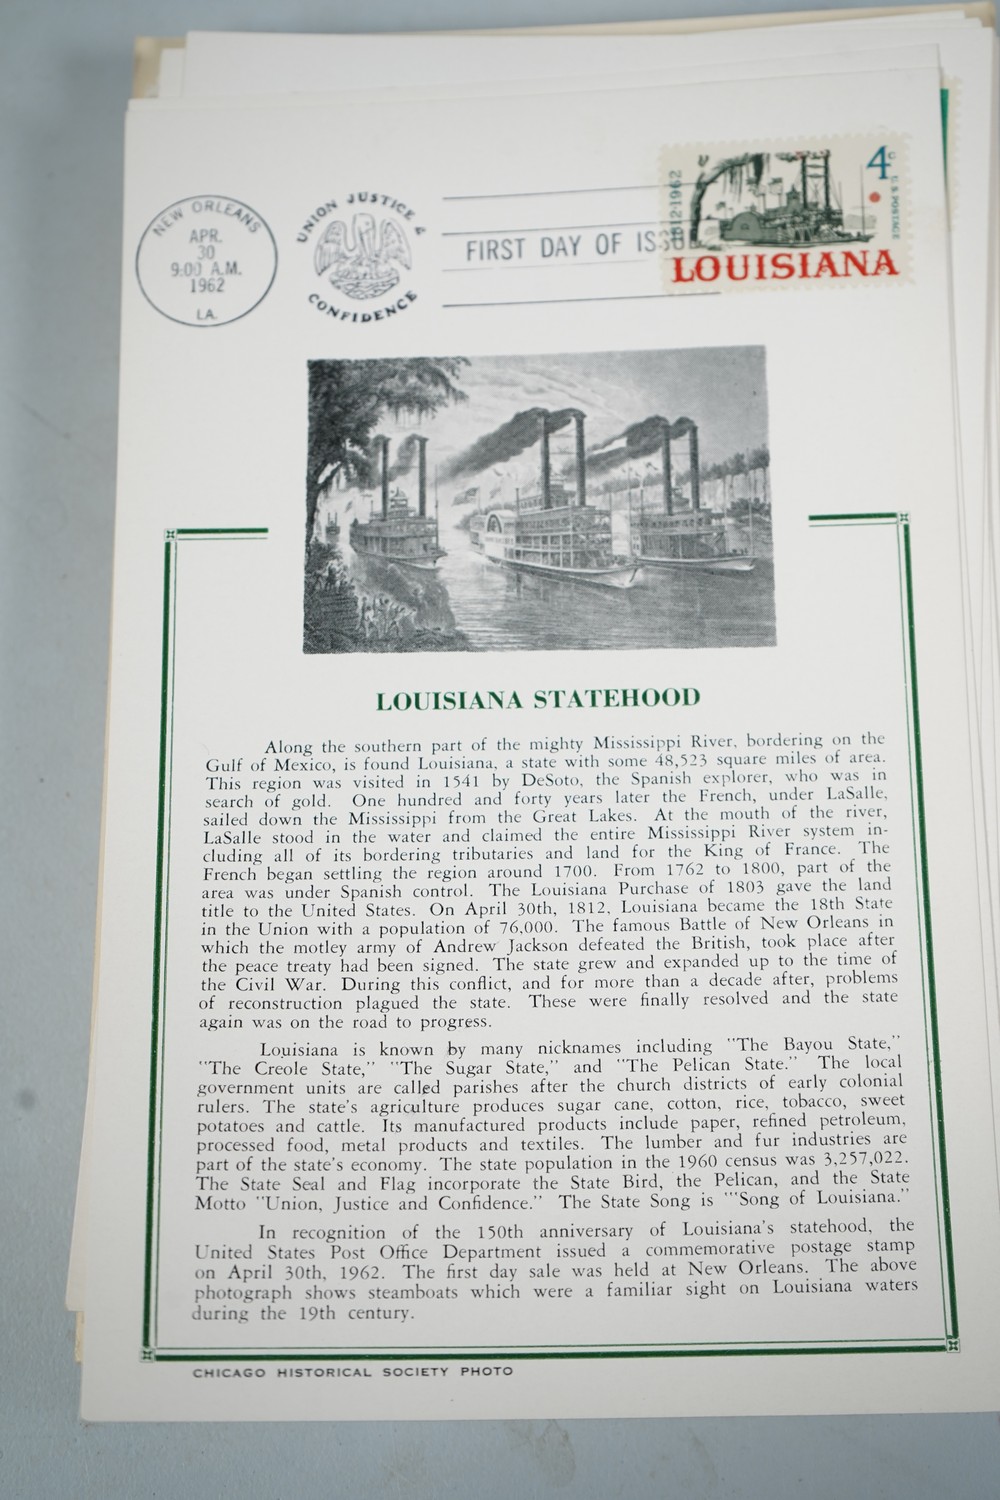 NEW ORLEANS
APR.
30
9:00 A.M.
1962
LA.
UNION JUSTICE &
CONFIDENCE
FIRST DAY OF ISSUE
1812·1962
4c
U.S. POSTAGE
LOUISIANA
LOUISIANA STATEHOOD
Along the southern part of the mighty Mississippi River, bordering on the
Gulf of Mexico, is found Louisiana, a state with some 48,523 square miles of area.
This region was visited in 1541 by DeSoto, the Spanish explorer, who was in
search of gold. One hundred and forty years later the French, under LaSalle,
sailed down the Mississippi from the Great Lakes. At the mouth of the river,
LaSalle stood in the water and claimed the entire Mississippi River system in-
cluding all of its bordering tributaries and land for the King of France. The
French began settling the region around 1700. From 1762 to 1800, part of the
area was under Spanish control. The Louisiana Purchase of 1803 gave the land
title to the United States. On April 30th, 1812, Louisiana became the 18th State
in the Union with a population of 76,000. The famous Battle of New Orleans in
which the motley army of Andrew Jackson defeated the British, took place after
the peace treaty had been signed. The state grew and expanded up to the time of
the Civil War. During this conflict, and for more than a decade after, problems
of reconstruction plagued the state. These were finally resolved and the state
again was on the road to progress.
Louisiana is known by many nicknames including "The Bayou State,"
"The Creole State," "The Sugar State," and "The Pelican State." The local
government units are called parishes after the church districts of early colonial
rulers. The state's agriculture produces sugar cane, cotton, rice, tobacco, sweet
potatoes and cattle. Its manufactured products include paper, refined petroleum,
processed food, metal products and textiles. The lumber and fur industries are
part of the state's economy. The state population in the 1960 census was 3,257,022.
The State Seal and Flag incorporate the State Bird, the Pelican, and the State
Motto "Union, Justice and Confidence." The State Song is "'Song of Louisiana."
In recognition of the 150th anniversary of Louisiana's statehood, the
United States Post Office Department issued a commemorative postage stamp
on April 30th, 1962. The first day sale was held at New Orleans. The above
photograph shows steamboats which were a familiar sight on Louisiana waters
during the 19th century.
CHICAGO HISTORICAL SOCIETY PHOTO